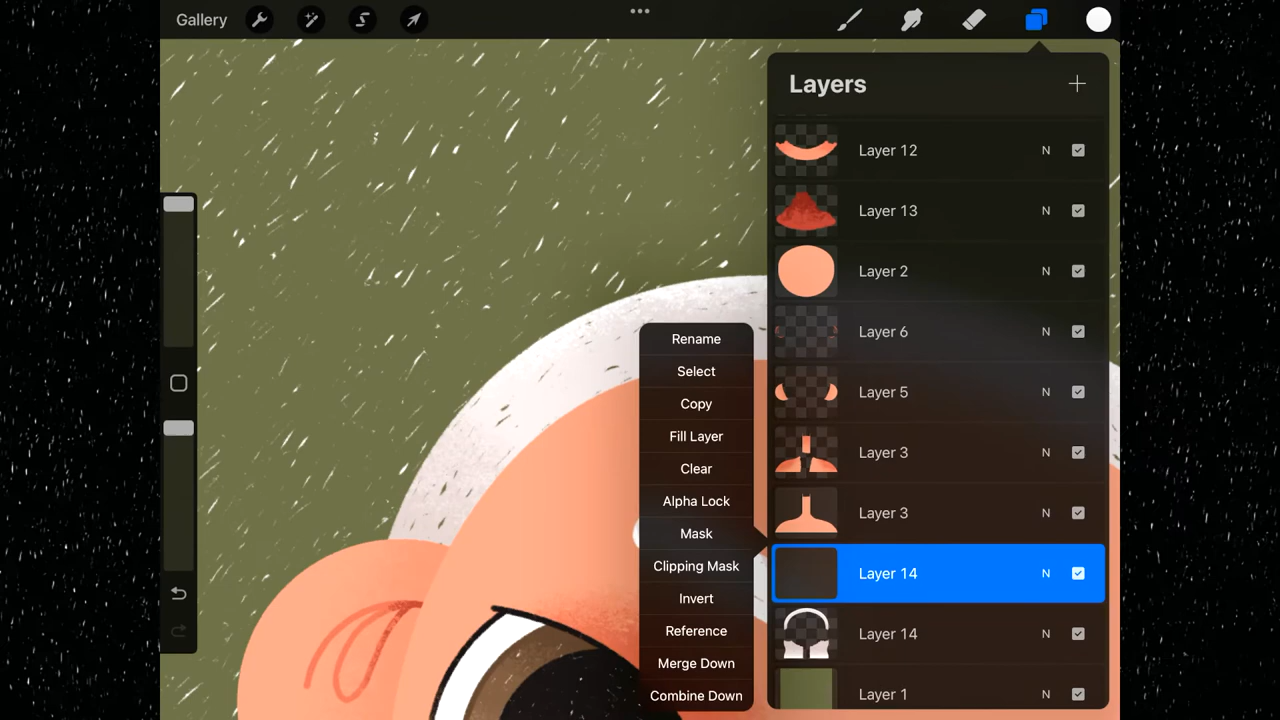 Gallery
Layers
Layer 12 N
Layer 13 N
Layer 2 N
Layer 6 N
Layer 5 N
Layer 3 N
Layer 3 N
Layer 14 N
Layer 14 N
Layer 1 N
Rename
Select
Copy
Fill Layer
Clear
Alpha Lock
Mask
Clipping Mask
Invert
Reference
Merge Down
Combine Down